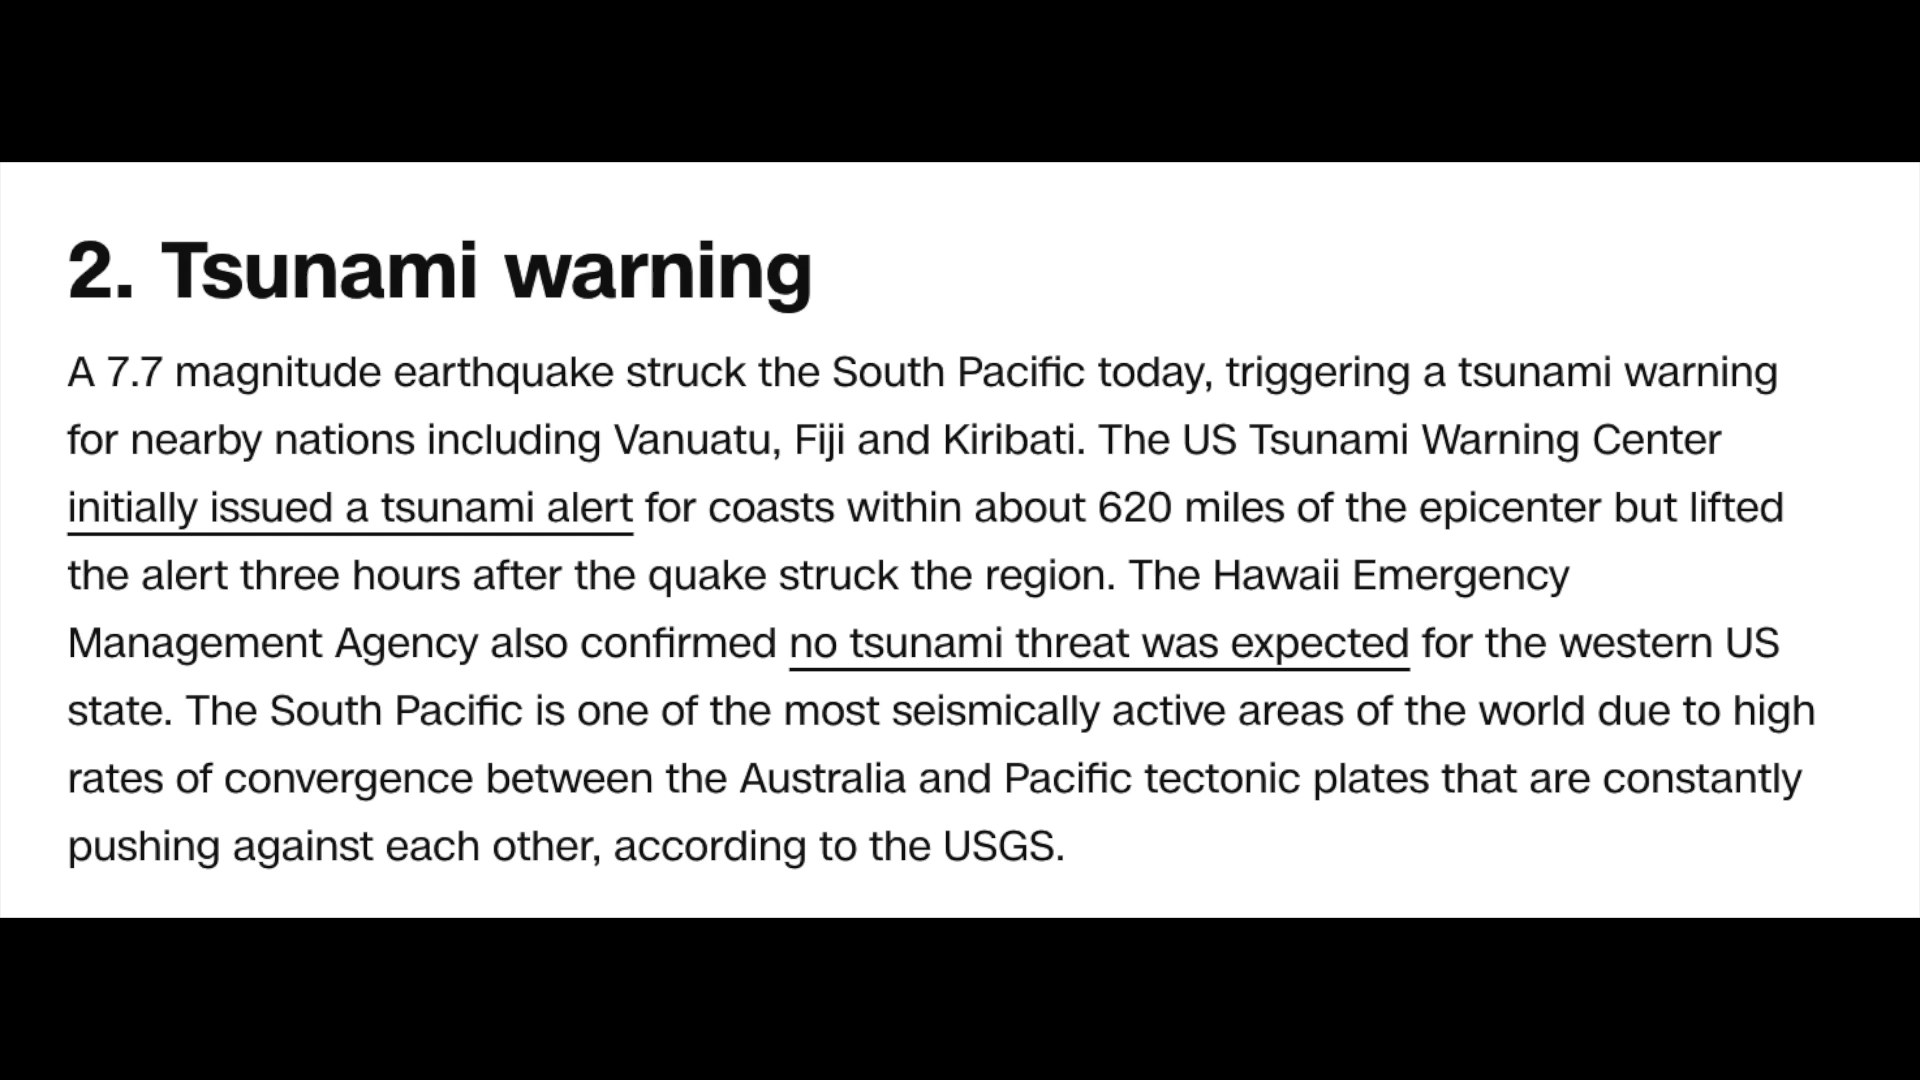 2. Tsunami warning
A 7.7 magnitude earthquake struck the South Pacific today, triggering a tsunami warning
for nearby nations including Vanuatu, Fiji and Kiribati. The US Tsunami Warning Center
initially issued a tsunami alert for coasts within about 620 miles of the epicenter but lifted
the alert three hours after the quake struck the region. The Hawaii Emergency
Management Agency also confirmed no tsunami threat was expected for the western US
state. The South Pacific is one of the most seismically active areas of the world due to high
rates of convergence between the Australia and Pacific tectonic plates that are constantly
pushing against each other, according to the USGS.